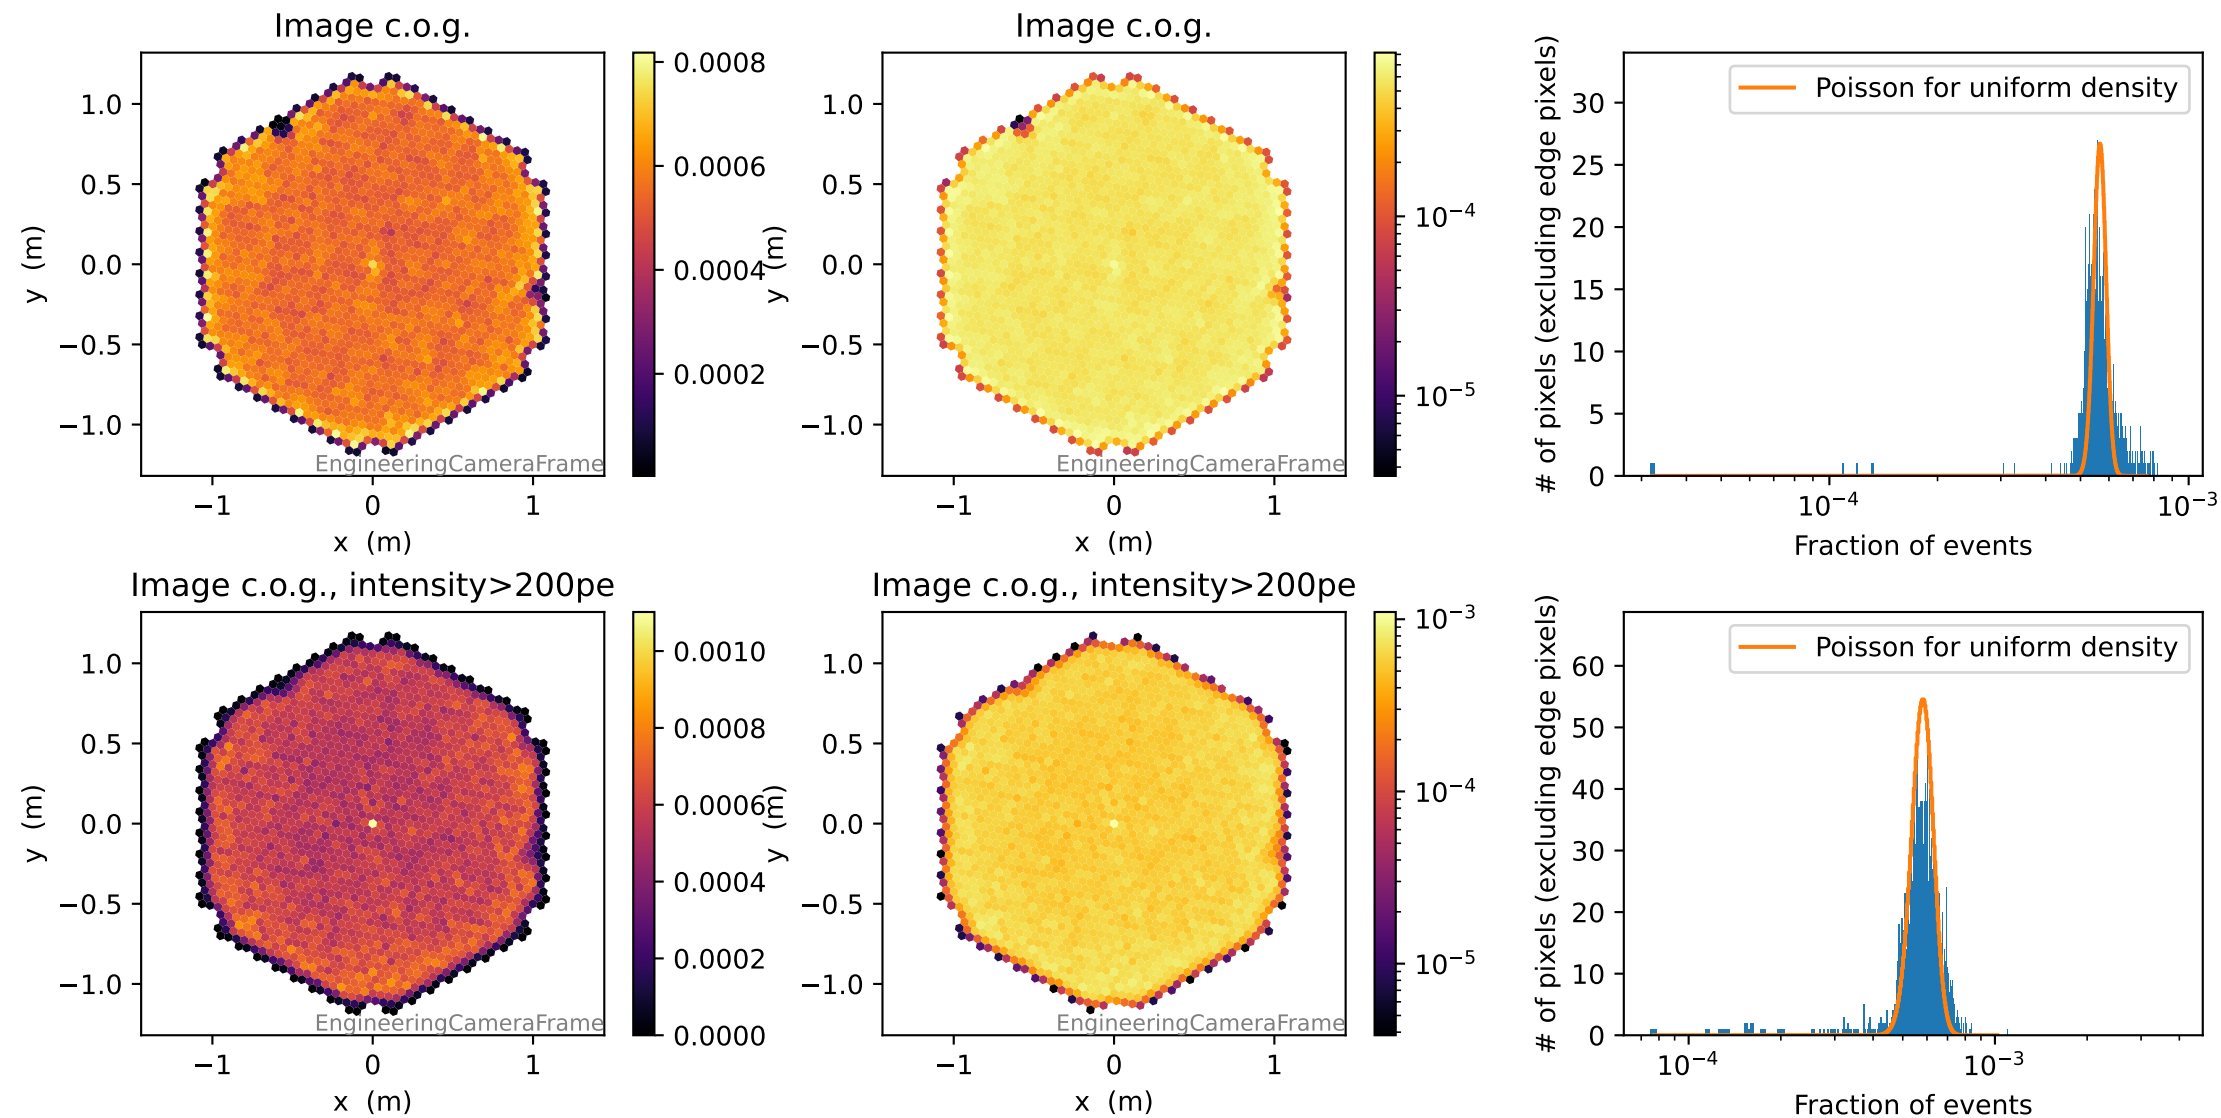 Image c.o.g.
y (m)
1.0
0.5
0.0
−0.5
−1.0
EngineeringCameraFrame
−1 0 1
x (m)
0.0008
0.0006
0.0004
0.0002
Image c.o.g.
y (m)
1.0
0.5
0.0
−0.5
−1.0
EngineeringCameraFrame
−1 0 1
x (m)
10⁻⁴
10⁻⁵
# of pixels (excluding edge pixels)
30
25
20
15
10
5
0
Poisson for uniform density
10⁻⁴ 10⁻³
Fraction of events
Image c.o.g., intensity>200pe
y (m)
1.0
0.5
0.0
−0.5
−1.0
EngineeringCameraFrame
−1 0 1
x (m)
0.0010
0.0008
0.0006
0.0004
0.0002
0.0000
Image c.o.g., intensity>200pe
y (m)
1.0
0.5
0.0
−0.5
−1.0
EngineeringCameraFrame
−1 0 1
x (m)
10⁻³
10⁻⁴
10⁻⁵
# of pixels (excluding edge pixels)
60
50
40
30
20
10
0
Poisson for uniform density
10⁻⁴ 10⁻³
Fraction of events